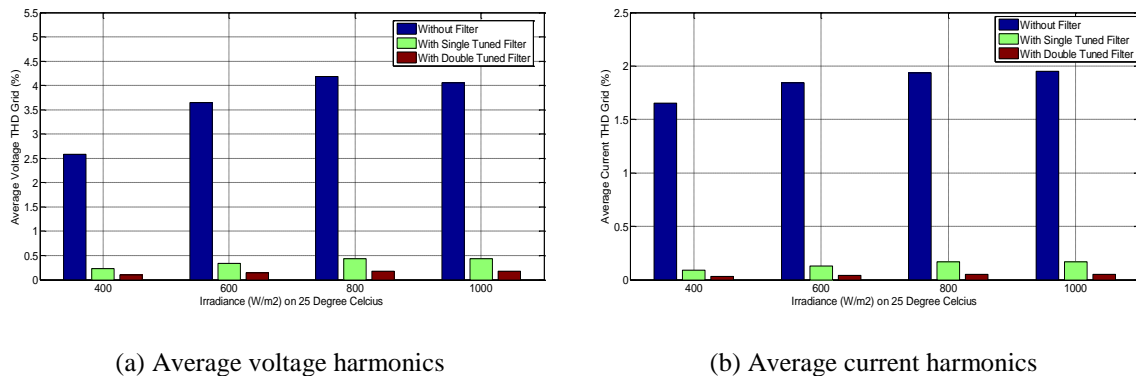 5.5
5
4.5
4
3.5
3
2.5
2
1.5
1
0.5
0
Average Voltage THD Grid (%)
Without Filter
With Single Tuned Filter
With Double Tuned Filter
400
600
800
1000
Irradiance (W/m2) on 25 Degree Celcius
(a) Average voltage harmonics
2.5
2
1.5
1
0.5
0
Average Current THD Grid (%)
Without Filter
With Single Tuned Filter
With Double Tuned Filter
400
600
800
1000
Irradiance (W/m2) on 25 Degree Celcius
(b) Average current harmonics